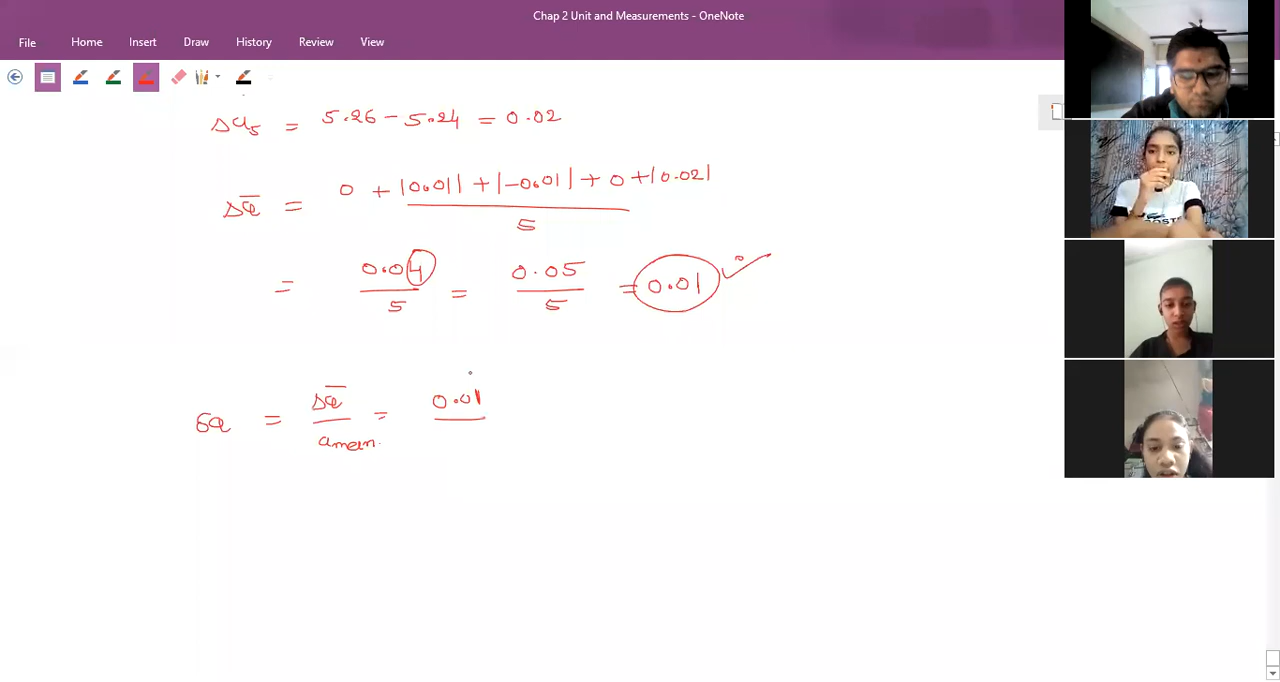 Chap 2 Unit and Measurements - OneNote
File Home Insert Draw History Review View
Δa₅ = 5.26 - 5.24 = 0.02
Δā = 0 + |0.01| + |-0.01| + 0 + |0.02| / 5
= 0.04 / 5 = 0.05 / 5 = 0.01 ✓
δa = Δā / amean. = 0.01